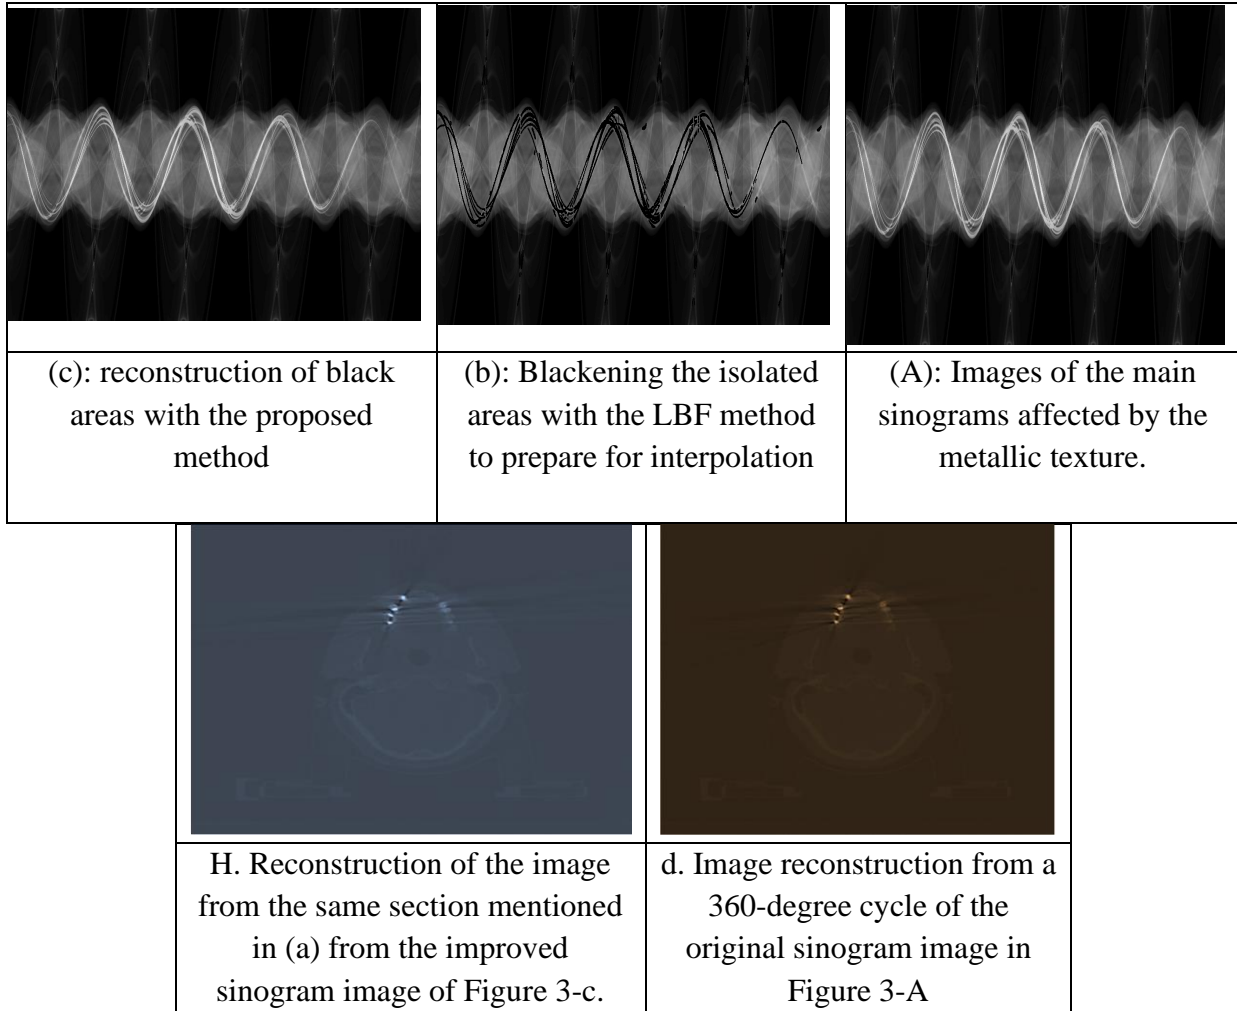 (c): reconstruction of black
areas with the proposed
method
(b): Blackening the isolated
areas with the LBF method
to prepare for interpolation
(A): Images of the main
sinograms affected by the
metallic texture.
H. Reconstruction of the image
from the same section mentioned
in (a) from the improved
sinogram image of Figure 3-c.
d. Image reconstruction from a
360-degree cycle of the
original sinogram image in
Figure 3-A